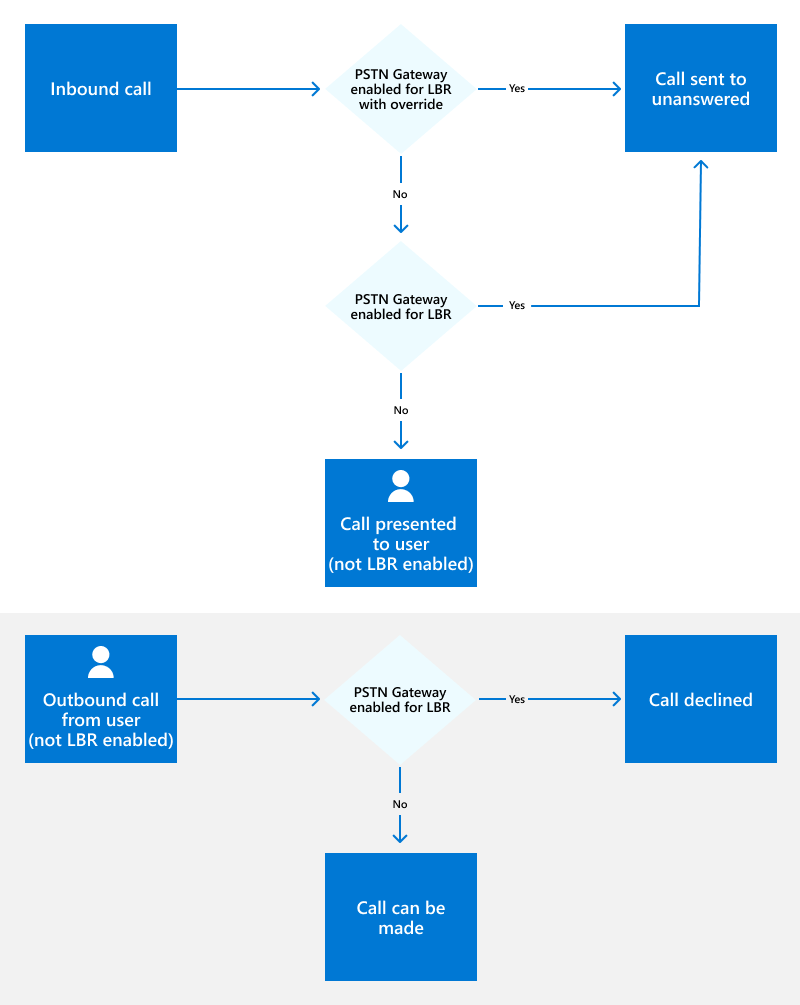 Inbound call
PSTN Gateway
enabled for LBR
with override
Yes
Call sent to
unanswered
No
PSTN Gateway
enabled for LBR
Yes
No
Call presented
to user
(not LBR enabled)
Outbound call
from user
(not LBR enabled)
PSTN Gateway
enabled for LBR
Yes
Call declined
No
Call can be
made